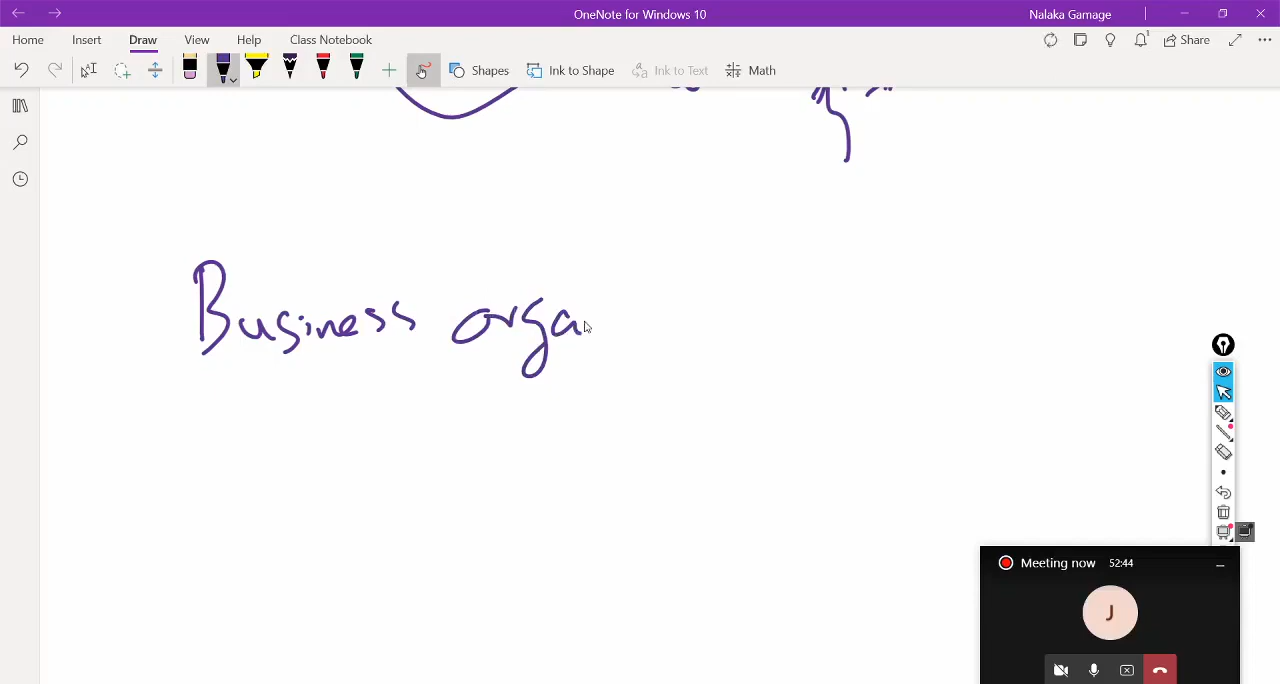 OneNote for Windows 10
Nalaka Gamage
Home Insert Draw View Help Class Notebook
1 Share
Shapes Ink to Shape Ink to Text Math
Business orga
Meeting now 52:44
J